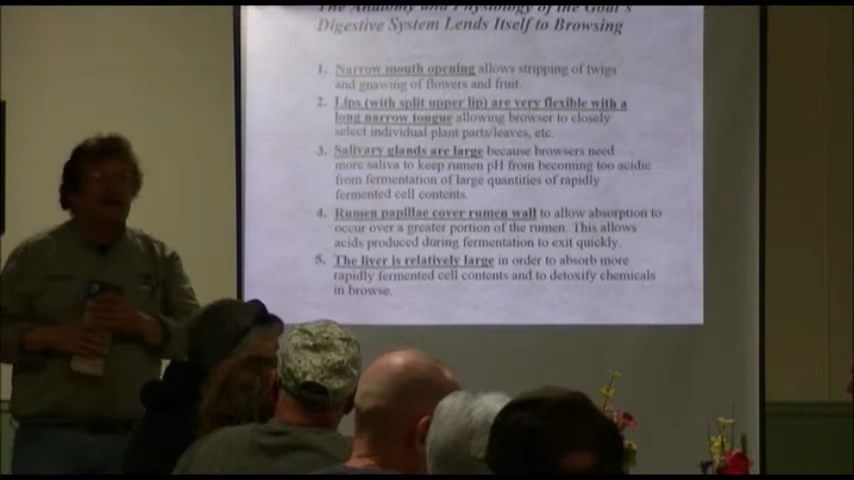 The Anatomy and Physiology of the Goat's
Digestive System Lends Itself to Browsing
1. Narrow mouth opening allows stripping of twigs
and gnawing of flowers and fruit.
2. Lips (with split upper lip) are very flexible with a
long narrow tongue allowing browser to closely
select individual plant parts/leaves, etc.
3. Salivary glands are large because browsers need
more saliva to keep rumen pH from becoming too acidic
from fermentation of large quantities of rapidly
fermented cell contents.
4. Rumen papillae cover rumen wall to allow absorption to
occur over a greater portion of the rumen. This allows
acids produced during fermentation to exit quickly.
5. The liver is relatively large in order to absorb more
rapidly fermented cell contents and to detoxify chemicals
in browse.